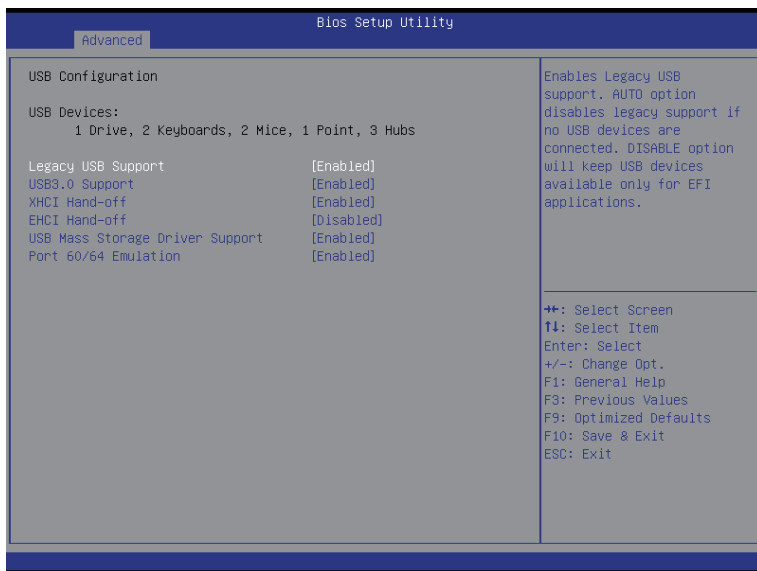 Bios Setup Utility
Advanced
USB Configuration
USB Devices:
1 Drive, 2 Keyboards, 2 Mice, 1 Point, 3 Hubs
Legacy USB Support [Enabled]
USB3.0 Support [Enabled]
XHCI Hand-off [Enabled]
EHCI Hand-off [Disabled]
USB Mass Storage Driver Support [Enabled]
Port 60/64 Emulation [Enabled]
Enables Legacy USB
support. AUTO option
disables legacy support if
no USB devices are
connected. DISABLE option
will keep USB devices
available only for EFI
applications.
→←: Select Screen
↑↓: Select Item
Enter: Select
+/-: Change Opt.
F1: General Help
F3: Previous Values
F9: Optimized Defaults
F10: Save & Exit
ESC: Exit